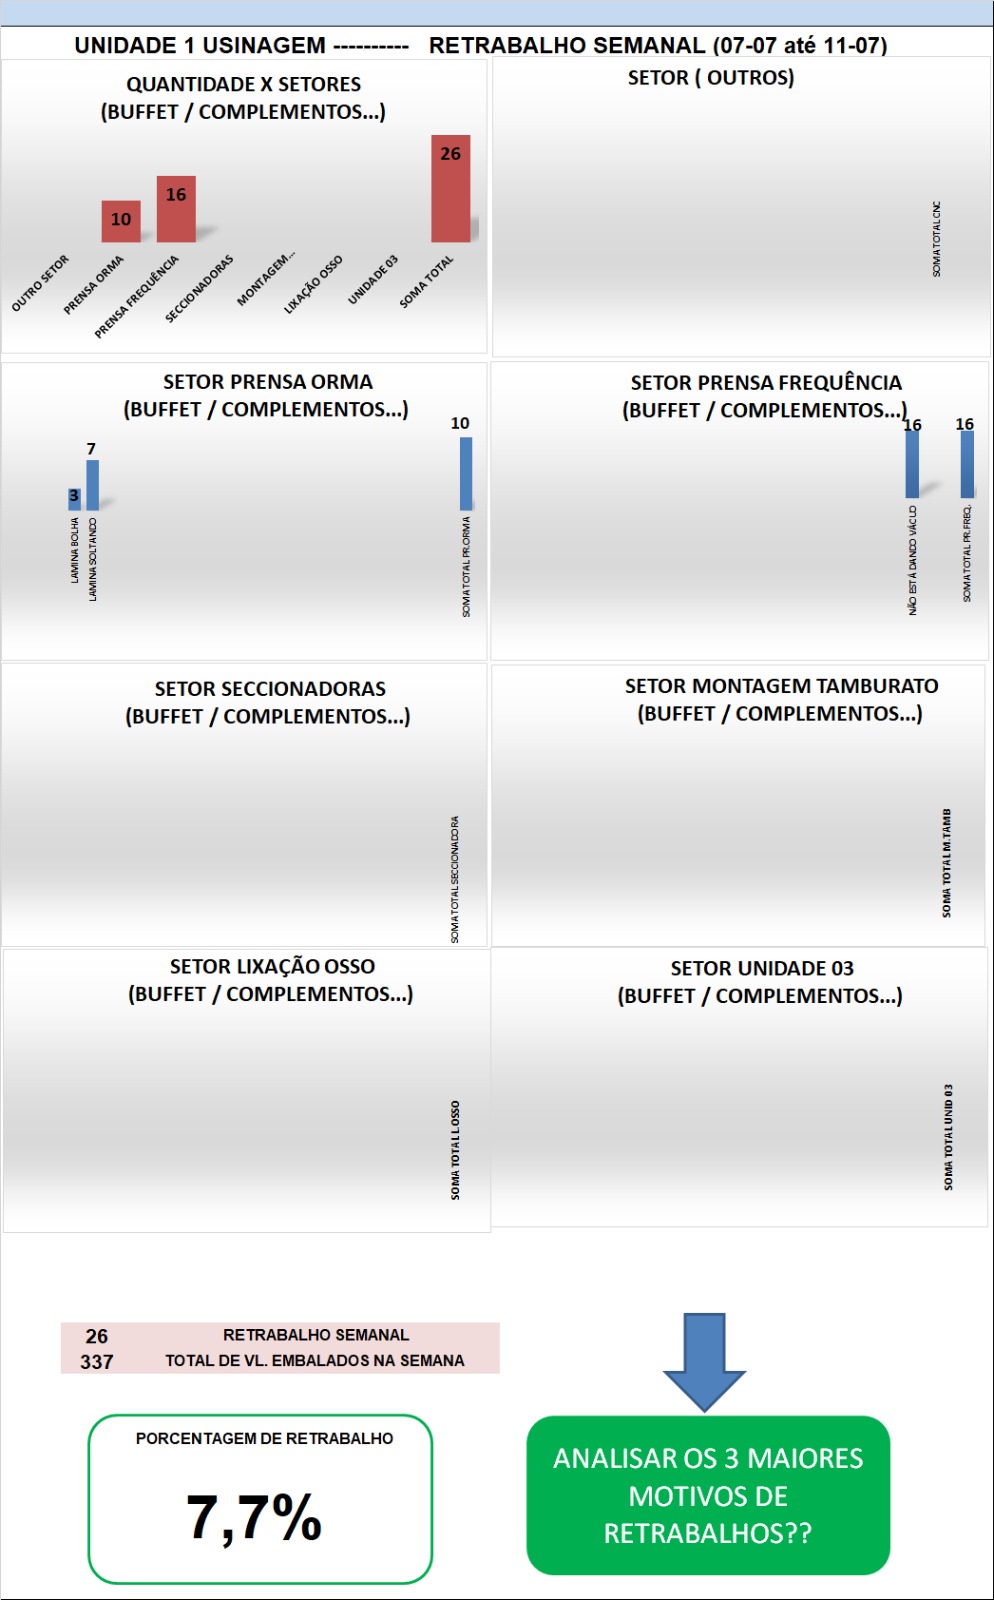 UNIDADE 1 USINAGEM ---------- RETRABALHO SEMANAL (07-07 até 11-07)
QUANTIDADE X SETORES
(BUFFET / COMPLEMENTOS...)
10
16
26
OUTRO SETOR
PRENSA ORMA
PRENSA FREQUÊNCIA
SECCIONADORAS
MONTAGEM...
LIXAÇÃO OSSO
UNIDADE 03
SOMA TOTAL
SETOR ( OUTROS)
SOMA TOTAL CNC
SETOR PRENSA ORMA
(BUFFET / COMPLEMENTOS...)
3
7
10
LAMINA BOLHA
LAMINA SOLTANDO
SOMA TOTAL PR.ORMA
SETOR PRENSA FREQUÊNCIA
(BUFFET / COMPLEMENTOS...)
16
16
NÃO ESTÁ DANDO VÁCUO
SOMA TOTAL PR.FREQ.
SETOR SECCIONADORAS
(BUFFET / COMPLEMENTOS...)
SOMA TOTAL SECCIONADORA
SETOR MONTAGEM TAMBURATO
(BUFFET / COMPLEMENTOS...)
SOMA TOTAL M.TAMB
SETOR LIXAÇÃO OSSO
(BUFFET / COMPLEMENTOS...)
SOMA TOTAL L.OSSO
SETOR UNIDADE 03
(BUFFET / COMPLEMENTOS...)
SOMA TOTAL UNID 03
26 RETRABALHO SEMANAL
337 TOTAL DE VL. EMBALADOS NA SEMANA
PORCENTAGEM DE RETRABALHO
7,7%
ANALISAR OS 3 MAIORES
MOTIVOS DE
RETRABALHOS??